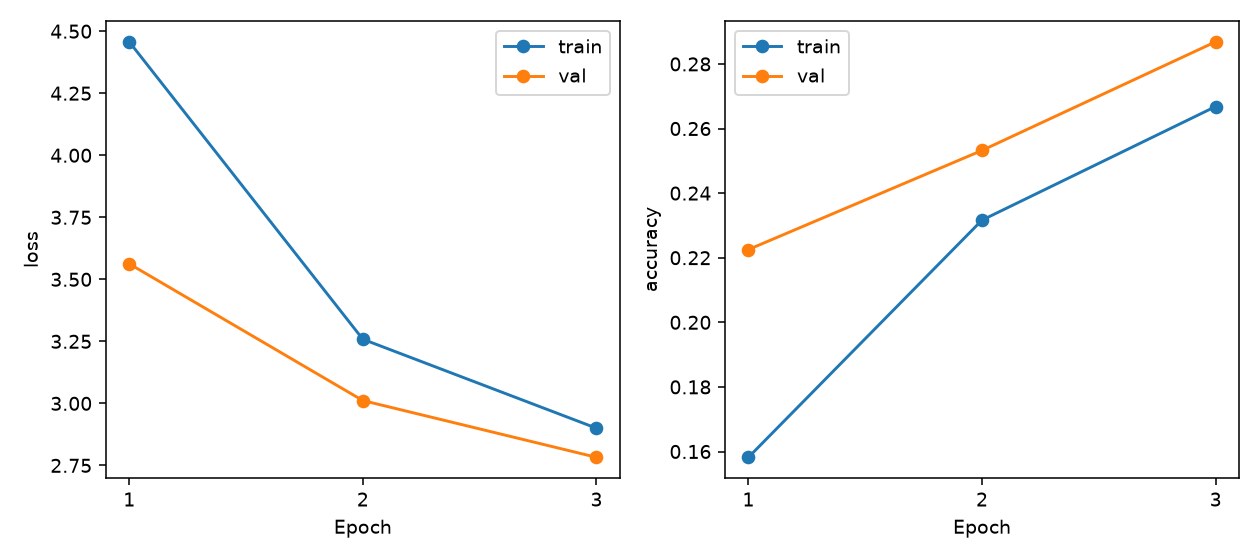 4.50
4.25
4.00
3.75
3.50
3.25
3.00
2.75
loss
train
val
1 2 3
Epoch
0.28
0.26
0.24
0.22
0.20
0.18
0.16
accuracy
train
val
1 2 3
Epoch